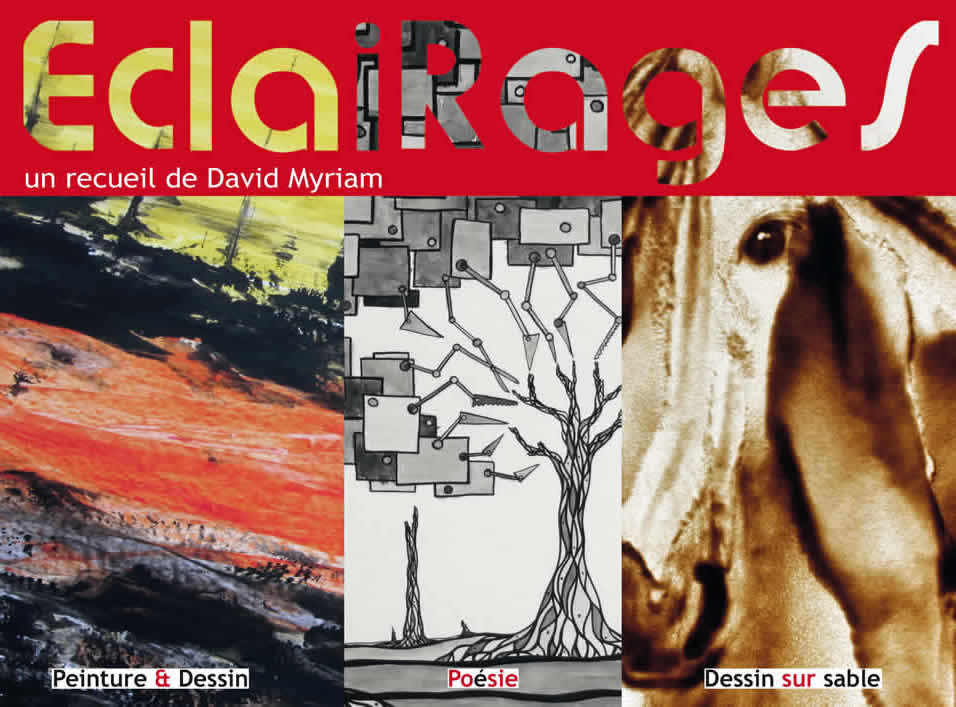 EclaiRages
un recueil de David Myriam
Peinture & Dessin
Poésie
Dessin sur sable